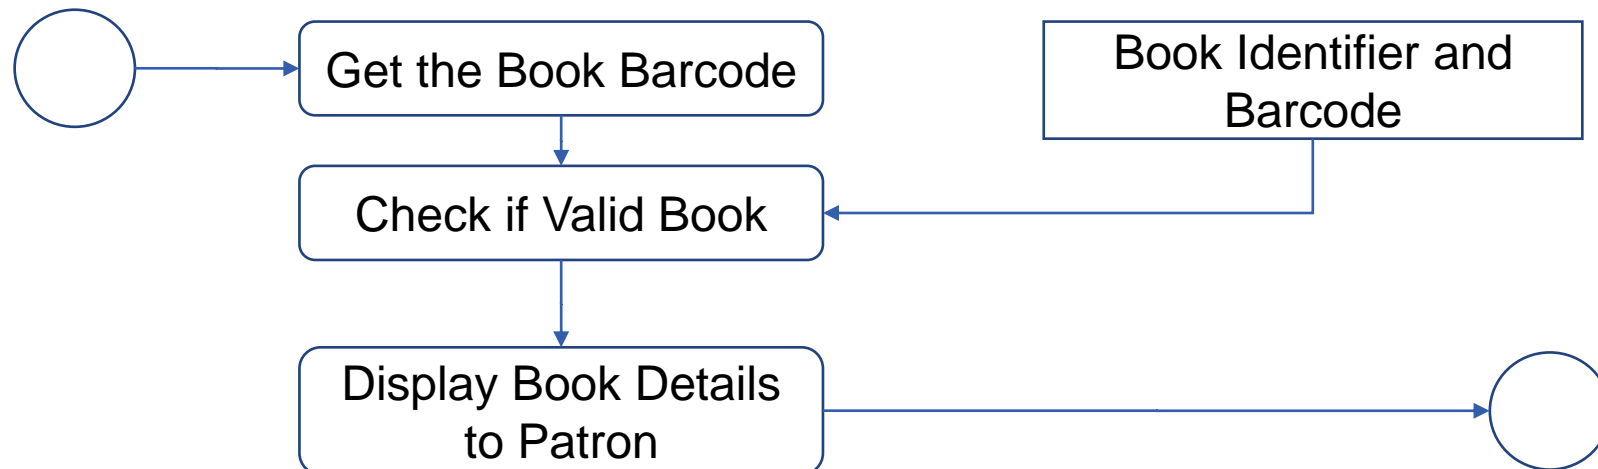 Get the Book Barcode
Book Identifier and
Barcode
Check if Valid Book
Display Book Details
to Patron